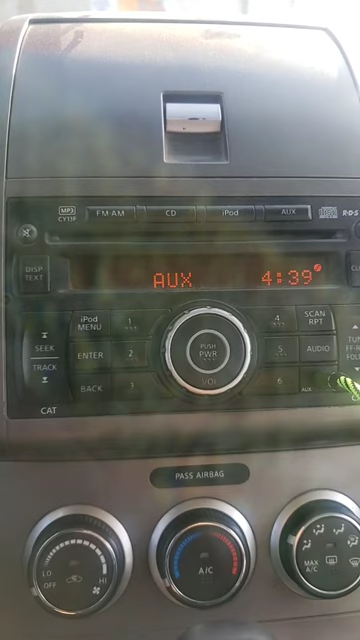 MP3
CY13F
FM·AM
CD
iPod
AUX
RDS
DISP
TEXT
AUX
4:39
iPod
MENU
1
4
SCAN
RPT
SEEK
TRACK
ENTER
2
PUSH
PWR
VOL
5
AUDIO
BACK
3
6
AUX
CAT
PASS AIRBAG
LO
OFF
HI
A/C
MAX
A/C